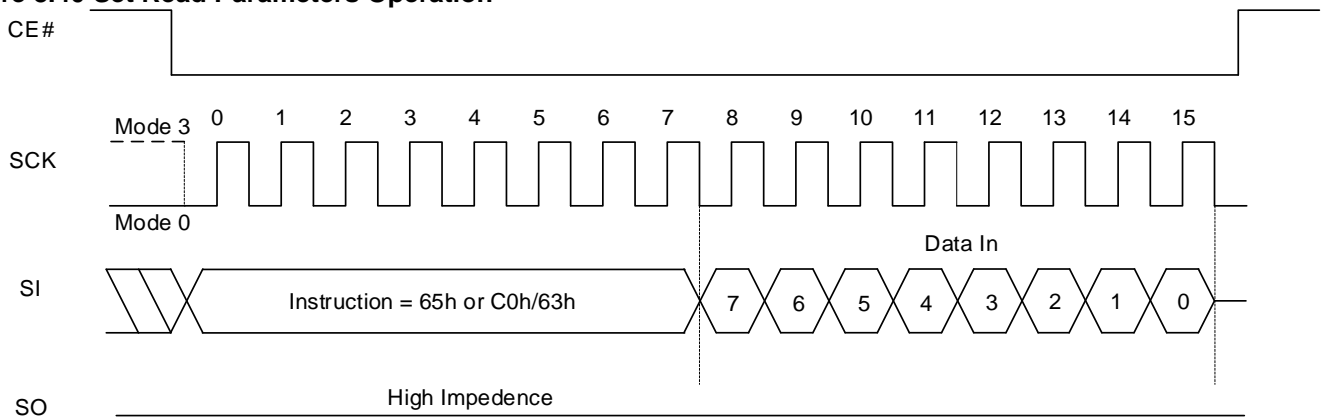 Set Read Parameters Operation
CE#
Mode 3 0 1 2 3 4 5 6 7 8 9 10 11 12 13 14 15
SCK
Mode 0
Data In
SI Instruction = 65h or C0h/63h 7 6 5 4 3 2 1 0
High Impedence
SO